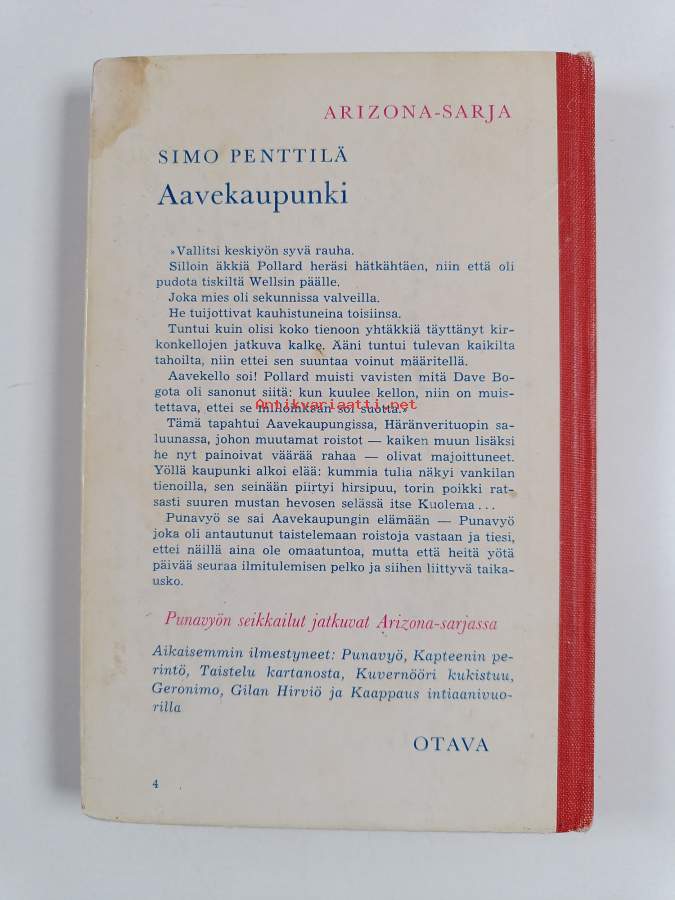 ARIZONA-SARJA
SIMO PENTTILÄ
Aavekaupunki
»Vallitsi keskiyön syvä rauha.
Silloin äkkiä Pollard heräsi hätkähtäen, niin että oli
pudota tiskiltä Wellsin päälle.
Joka mies oli sekunnissa valveilla.
He tuijottivat kauhistuneina toisiinsa.
Tuntui kuin olisi koko tienoon yhtäkkiä täyttänyt kir-
konkellojen jatkuva kalke. Ääni tuntui tulevan kaikilta
tahoilta, niin ettei sen suuntaa voinut määritellä.
Aavekello soi! Pollard muisti vavisten mitä Dave Bo-
gota oli sanonut siitä: kun kuulee kellon, niin on muis-
tettava, ettei se milloinkaan soi suotta.»
Antikvariaatti.net
Tämä tapahtui Aavekaupungissa, Häränverituopin sa-
luunassa, johon muutamat roistot — kaiken muun lisäksi
he nyt painoivat väärää rahaa — olivat majoittuneet.
Yöllä kaupunki alkoi elää: kummia tulia näkyi vankilan
tienoilla, sen seinään piirtyi hirsipuu, torin poikki rat-
sasti suuren mustan hevosen selässä itse Kuolema...
Punavyö se sai Aavekaupungin elämään — Punavyö
joka oli antautunut taistelemaan roistoja vastaan ja tiesi,
ettei näillä aina ole omaatuntoa, mutta että heitä yötä
päivää seuraa ilmitulemisen pelko ja siihen liittyvä taika-
usko.
Punavyön seikkailut jatkuvat Arizona-sarjassa
Aikaisemmin ilmestyneet: Punavyö, Kapteenin pe-
rintö, Taistelu kartanosta, Kuvernööri kukistuu,
Geronimo, Gilan Hirviö ja Kaappaus intiaanivuo-
rilla
OTAVA
4